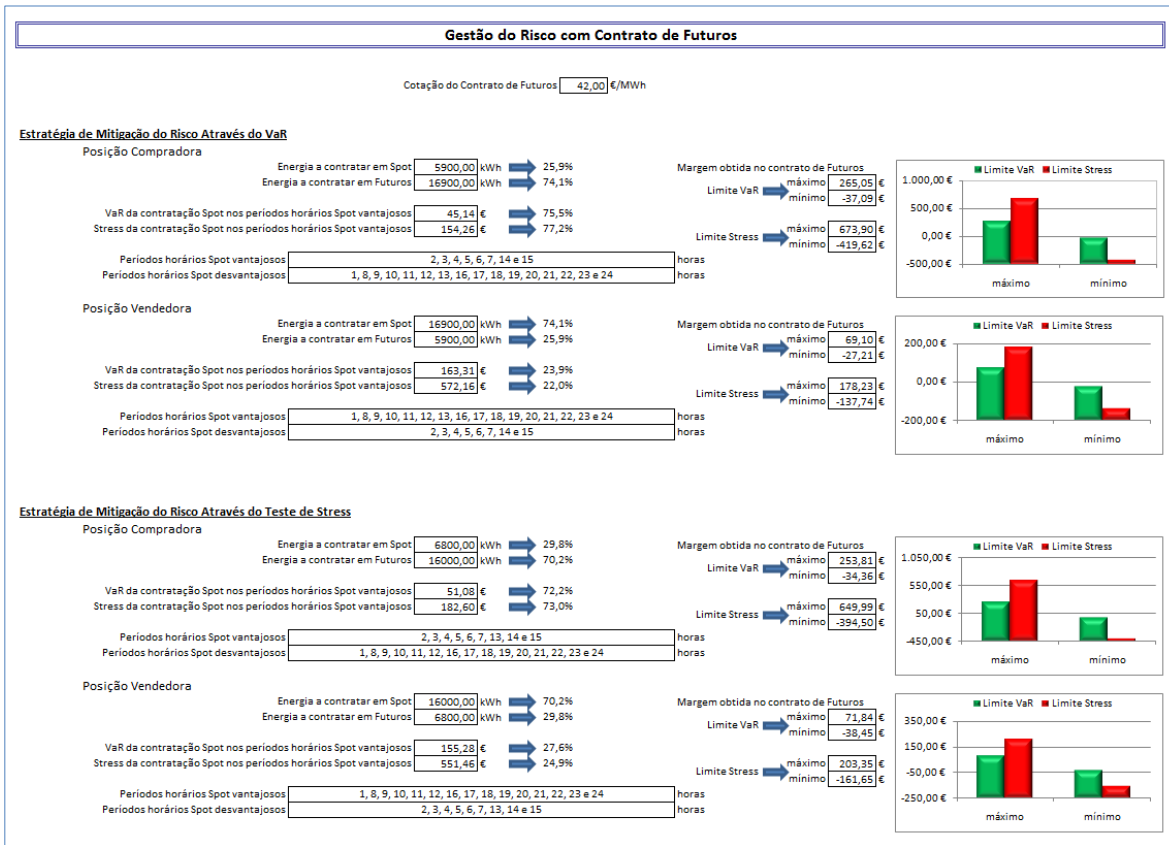 Gestão do Risco com Contrato de Futuros
Cotação do Contrato de Futuros 42,00 €/MWh
Estratégia de Mitigação do Risco Através do VaR
Posição Compradora
Energia a contratar em Spot 5900,00 kWh 25,9%
Energia a contratar em Futuros 16900,00 kWh 74,1%
VaR da contratação Spot nos períodos horários Spot vantajosos 45,14 € 75,5%
Stress da contratação Spot nos períodos horários Spot vantajosos 154,26 € 77,2%
Períodos horários Spot vantajosos 2, 3, 4, 5, 6, 7, 14 e 15 horas
Períodos horários Spot desvantajosos 1, 8, 9, 10, 11, 12, 13, 16, 17, 18, 19, 20, 21, 22, 23 e 24 horas
Margem obtida no contrato de Futuros
Limite VaR máximo 265,05 €
mínimo -37,09 €
Limite Stress máximo 673,90 €
mínimo -419,62 €
Limite VaR Limite Stress
1.000,00 €
500,00 €
0,00 €
-500,00 €
máximo mínimo
Posição Vendedora
Energia a contratar em Spot 16900,00 kWh 74,1%
Energia a contratar em Futuros 5900,00 kWh 25,9%
VaR da contratação Spot nos períodos horários Spot vantajosos 163,31 € 23,9%
Stress da contratação Spot nos períodos horários Spot vantajosos 572,16 € 22,0%
Períodos horários Spot vantajosos 1, 8, 9, 10, 11, 12, 13, 16, 17, 18, 19, 20, 21, 22, 23 e 24 horas
Períodos horários Spot desvantajosos 2, 3, 4, 5, 6, 7, 14 e 15 horas
Margem obtida no contrato de Futuros
Limite VaR máximo 69,10 €
mínimo -27,21 €
Limite Stress máximo 178,23 €
mínimo -137,74 €
Limite VaR Limite Stress
200,00 €
0,00 €
-200,00 €
máximo mínimo
Estratégia de Mitigação do Risco Através do Teste de Stress
Posição Compradora
Energia a contratar em Spot 6800,00 kWh 29,8%
Energia a contratar em Futuros 16000,00 kWh 70,2%
VaR da contratação Spot nos períodos horários Spot vantajosos 51,08 € 72,2%
Stress da contratação Spot nos períodos horários Spot vantajosos 182,60 € 73,0%
Períodos horários Spot vantajosos 2, 3, 4, 5, 6, 7, 13, 14 e 15 horas
Períodos horários Spot desvantajosos 1, 8, 9, 10, 11, 12, 16, 17, 18, 19, 20, 21, 22, 23 e 24 horas
Margem obtida no contrato de Futuros
Limite VaR máximo 253,81 €
mínimo -34,36 €
Limite Stress máximo 649,99 €
mínimo -394,50 €
Limite VaR Limite Stress
1.050,00 €
550,00 €
50,00 €
-450,00 €
máximo mínimo
Posição Vendedora
Energia a contratar em Spot 16000,00 kWh 70,2%
Energia a contratar em Futuros 6800,00 kWh 29,8%
VaR da contratação Spot nos períodos horários Spot vantajosos 155,28 € 27,6%
Stress da contratação Spot nos períodos horários Spot vantajosos 551,46 € 24,9%
Períodos horários Spot vantajosos 1, 8, 9, 10, 11, 12, 16, 17, 18, 19, 20, 21, 22, 23 e 24 horas
Períodos horários Spot desvantajosos 2, 3, 4, 5, 6, 7, 13, 14 e 15 horas
Margem obtida no contrato de Futuros
Limite VaR máximo 71,84 €
mínimo -38,45 €
Limite Stress máximo 203,35 €
mínimo -161,65 €
Limite VaR Limite Stress
350,00 €
150,00 €
-50,00 €
-250,00 €
máximo mínimo